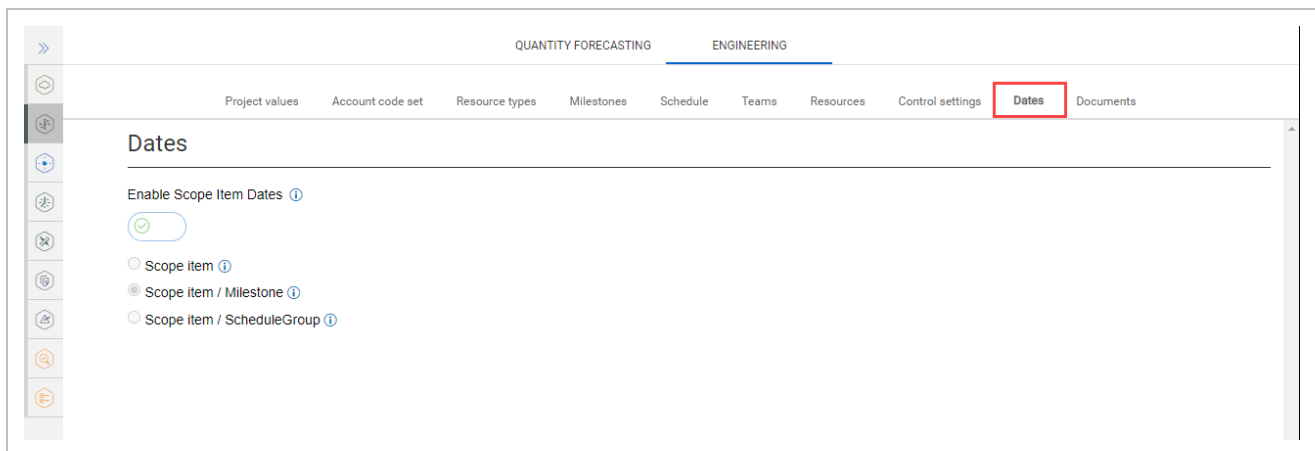 QUANTITY FORECASTING ENGINEERING
Project values Account code set Resource types Milestones Schedule Teams Resources Control settings Dates Documents
Dates
Enable Scope Item Dates
Scope item
Scope item / Milestone
Scope item / ScheduleGroup